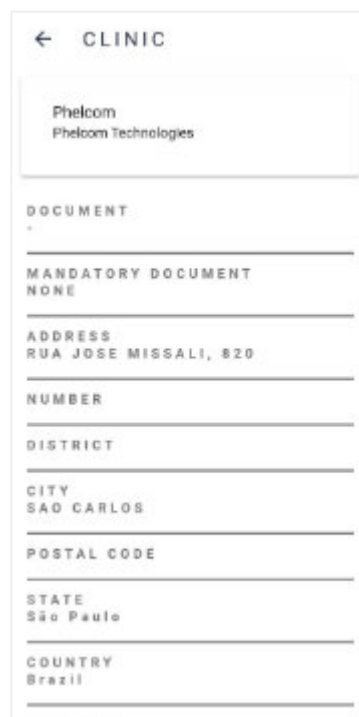 ← CLINIC
Phelcom
Phelcom Technologies
DOCUMENT
-
MANDATORY DOCUMENT
NONE
ADDRESS
RUA JOSE MISSALI, 820
NUMBER
DISTRICT
CITY
SAO CARLOS
POSTAL CODE
STATE
São Paulo
COUNTRY
Brazil